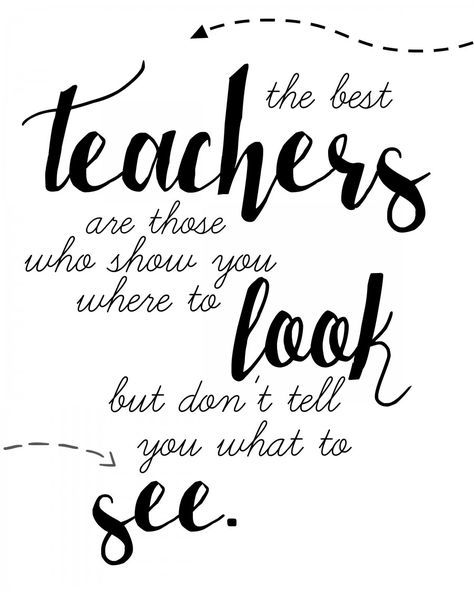 the best
teachers
are those
who show you
where to
look
but don't tell
you what to
see.